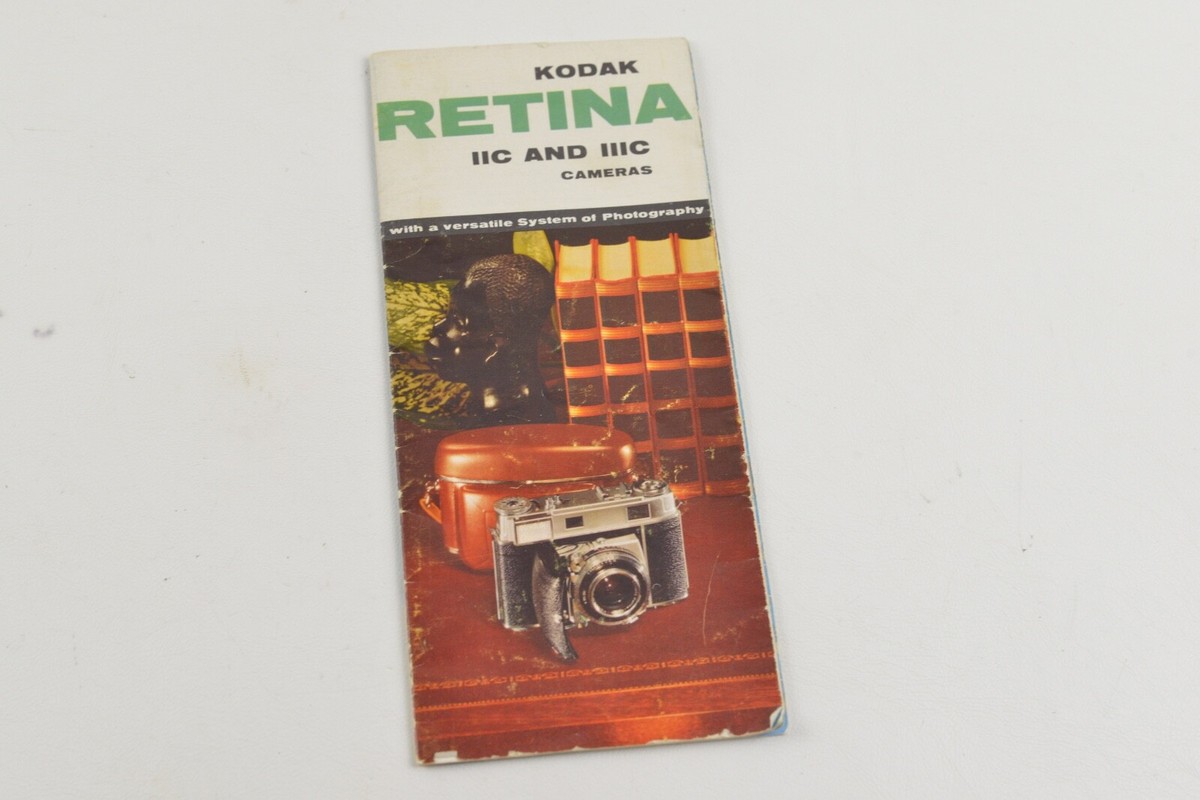 KODAK
RETINA
IIC AND IIIC
CAMERAS
with a versatile System of Photography